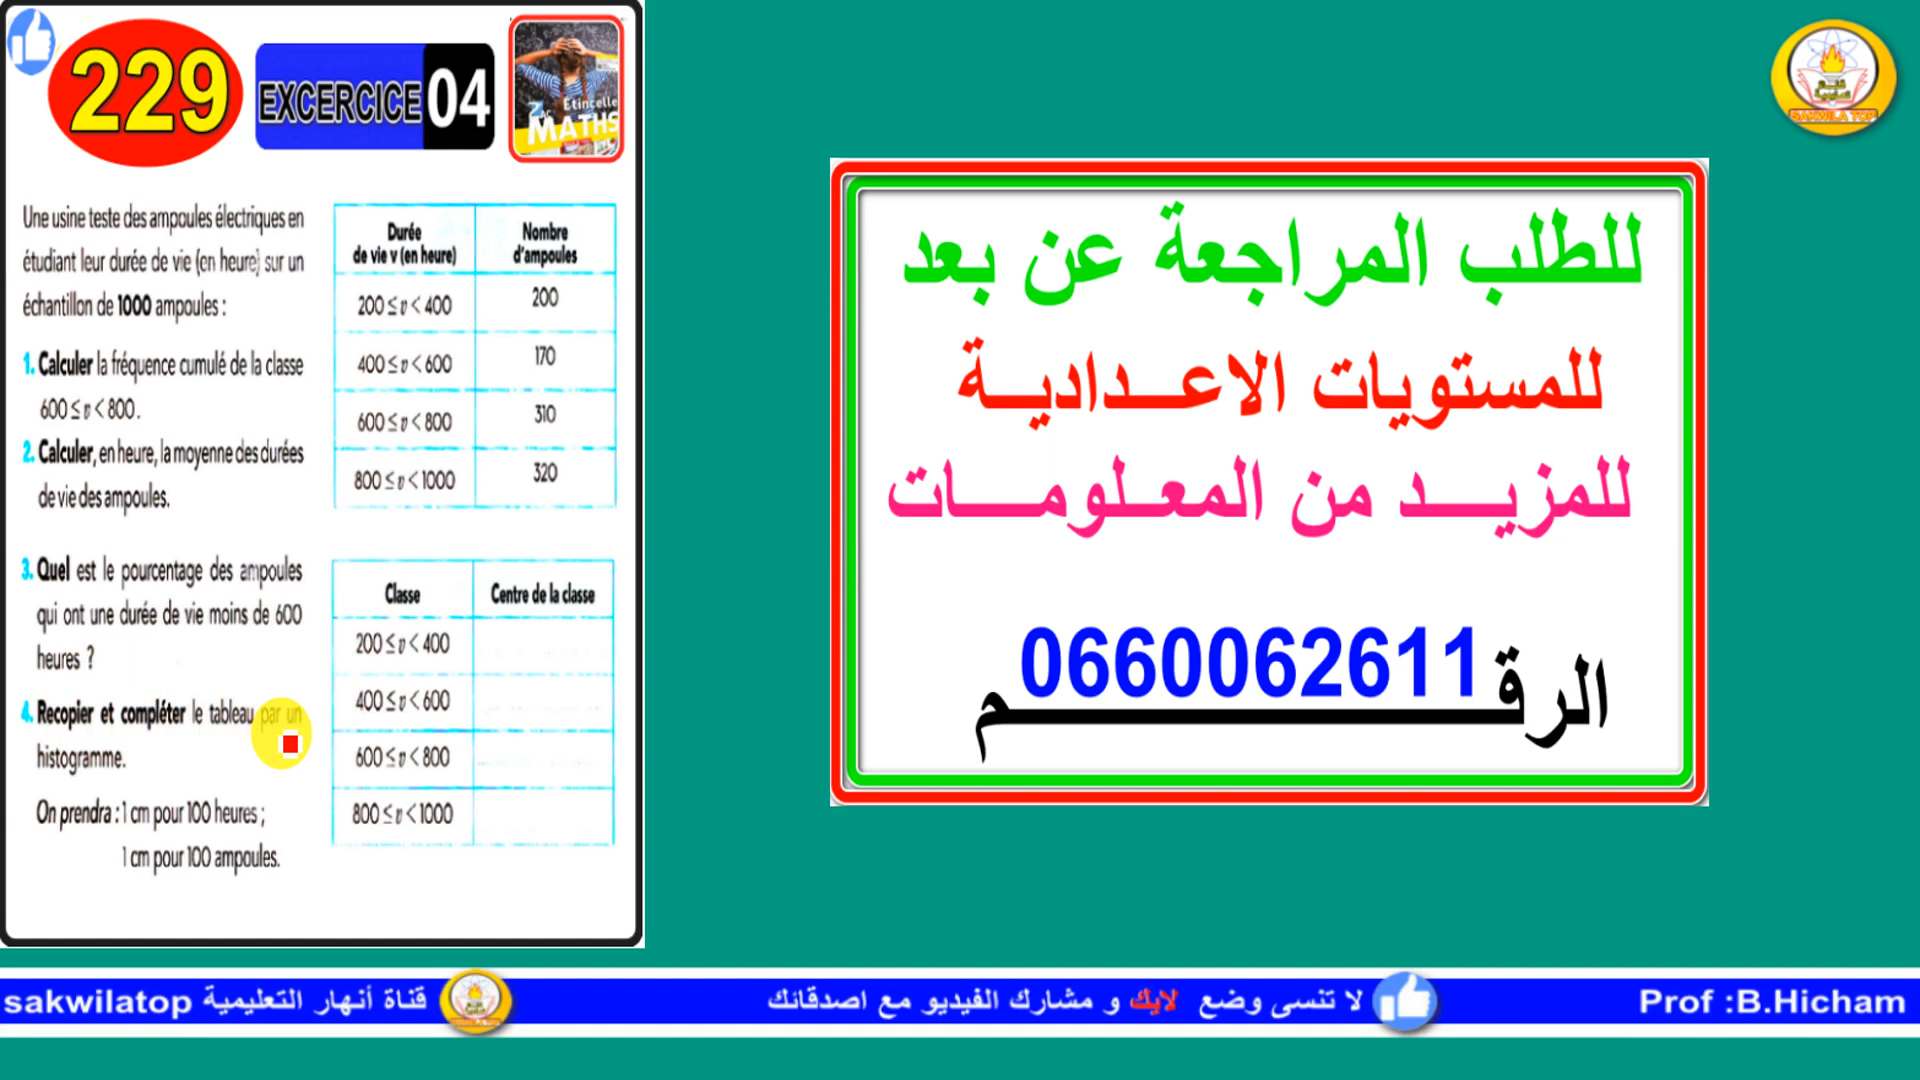 229
EXCERCICE 04
Etincelle
MATHS
Une usine teste des ampoules électriques en
étudiant leur durée de vie (en heure) sur un
échantillon de 1000 ampoules :
1. Calculer la fréquence cumulé de la classe
600 ≤ v < 800.
2. Calculer, en heure, la moyenne des durées
de vie des ampoules.
3. Quel est le pourcentage des ampoules
qui ont une durée de vie moins de 600
heures ?
4. Recopier et compléter le tableau par un
histogramme.
On prendra : 1 cm pour 100 heures ;
1 cm pour 100 ampoules.
Durée de vie v (en heure) Nombre d'ampoules
200 ≤ v < 400 200
400 ≤ v < 600 170
600 ≤ v < 800 310
800 ≤ v < 1000 320
Classe Centre de la classe
200 ≤ v < 400
400 ≤ v < 600
600 ≤ v < 800
800 ≤ v < 1000
SAKWILA TOP
للطلب المراجعة عن بعد
للمستويات الاعـــداديــة
للمزيـــد من المعــلومـــات
الرقـــــم 0660062611
sakwilatop قناة أنهار التعليمية
لا تنسى وضع لايك و مشارك الفيديو مع اصدقائك
Prof :B.Hicham